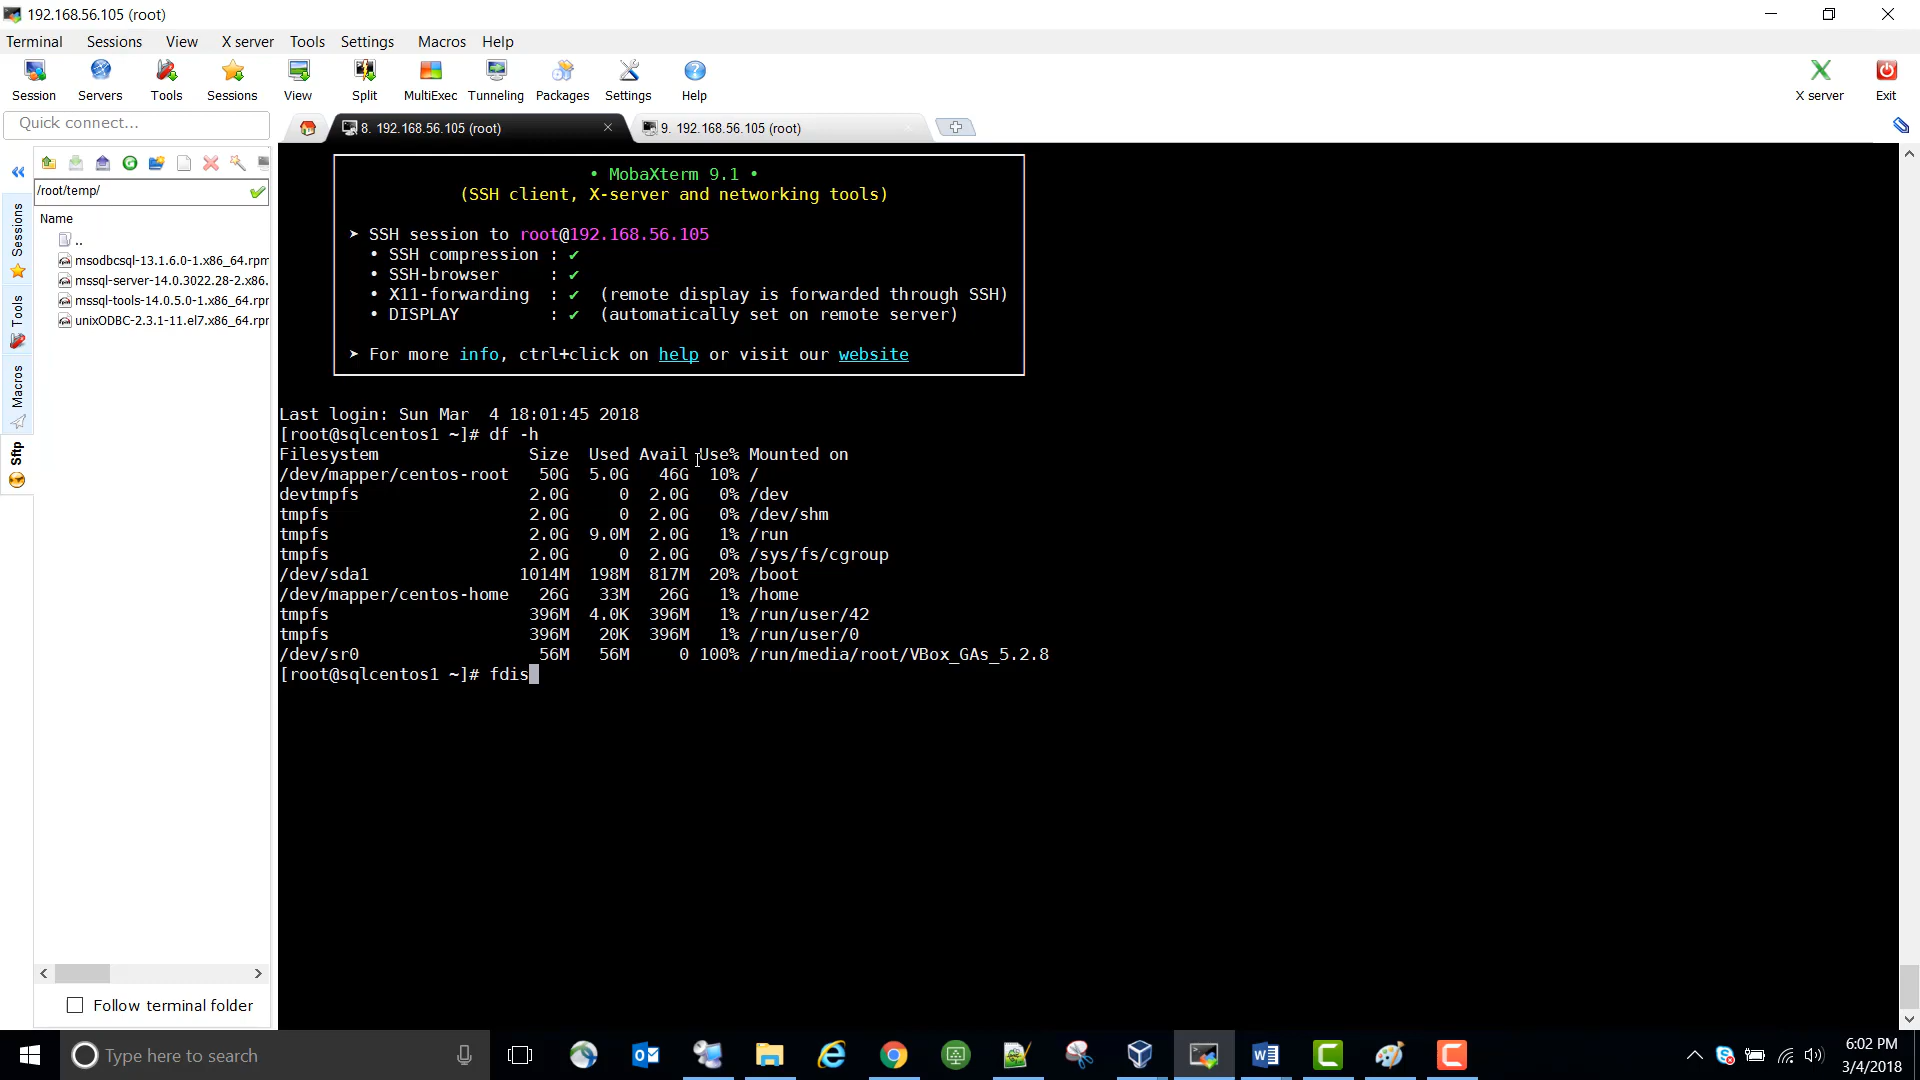 192.168.56.105 (root)
Terminal Sessions View X server Tools Settings Macros Help
Session Servers Tools Sessions View Split MultiExec Tunneling Packages Settings Help X server Exit
Quick connect...
8. 192.168.56.105 (root)
9. 192.168.56.105 (root)
/root/temp/
Name
..
msodbcsql-13.1.6.0-1.x86_64.rpm
mssql-server-14.0.3022.28-2.x86.
mssql-tools-14.0.5.0-1.x86_64.rpr
unixODBC-2.3.1-11.el7.x86_64.rpr
Sessions
Tools
Macros
Sftp
Follow terminal folder
• MobaXterm 9.1 •
(SSH client, X-server and networking tools)
➤ SSH session to root@192.168.56.105
• SSH compression : ✔
• SSH-browser : ✔
• X11-forwarding : ✔ (remote display is forwarded through SSH)
• DISPLAY : ✔ (automatically set on remote server)
➤ For more info, ctrl+click on help or visit our website
Last login: Sun Mar 4 18:01:45 2018
[root@sqlcentos1 ~]# df -h
Filesystem Size Used Avail Use% Mounted on
/dev/mapper/centos-root 50G 5.0G 46G 10% /
devtmpfs 2.0G 0 2.0G 0% /dev
tmpfs 2.0G 0 2.0G 0% /dev/shm
tmpfs 2.0G 9.0M 2.0G 1% /run
tmpfs 2.0G 0 2.0G 0% /sys/fs/cgroup
/dev/sda1 1014M 198M 817M 20% /boot
/dev/mapper/centos-home 26G 33M 26G 1% /home
tmpfs 396M 4.0K 396M 1% /run/user/42
tmpfs 396M 20K 396M 1% /run/user/0
/dev/sr0 56M 56M 0 100% /run/media/root/VBox_GAs_5.2.8
[root@sqlcentos1 ~]# fdis
Type here to search
6:02 PM
3/4/2018